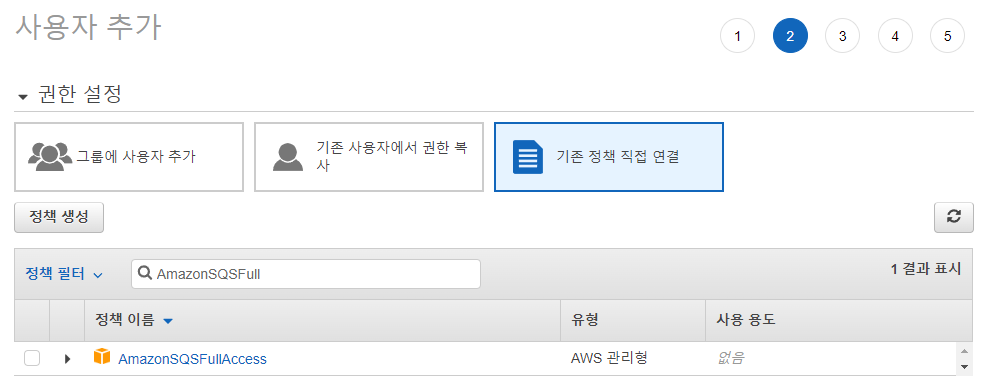 사용자 추가
1 2 3 4 5
권한 설정
그룹에 사용자 추가
기존 사용자에서 권한 복
사
기존 정책 직접 연결
정책 생성
정책 필터
AmazonSQSFull
1 결과 표시
정책 이름 유형 사용 용도
AmazonSQSFullAccess AWS 관리형 없음